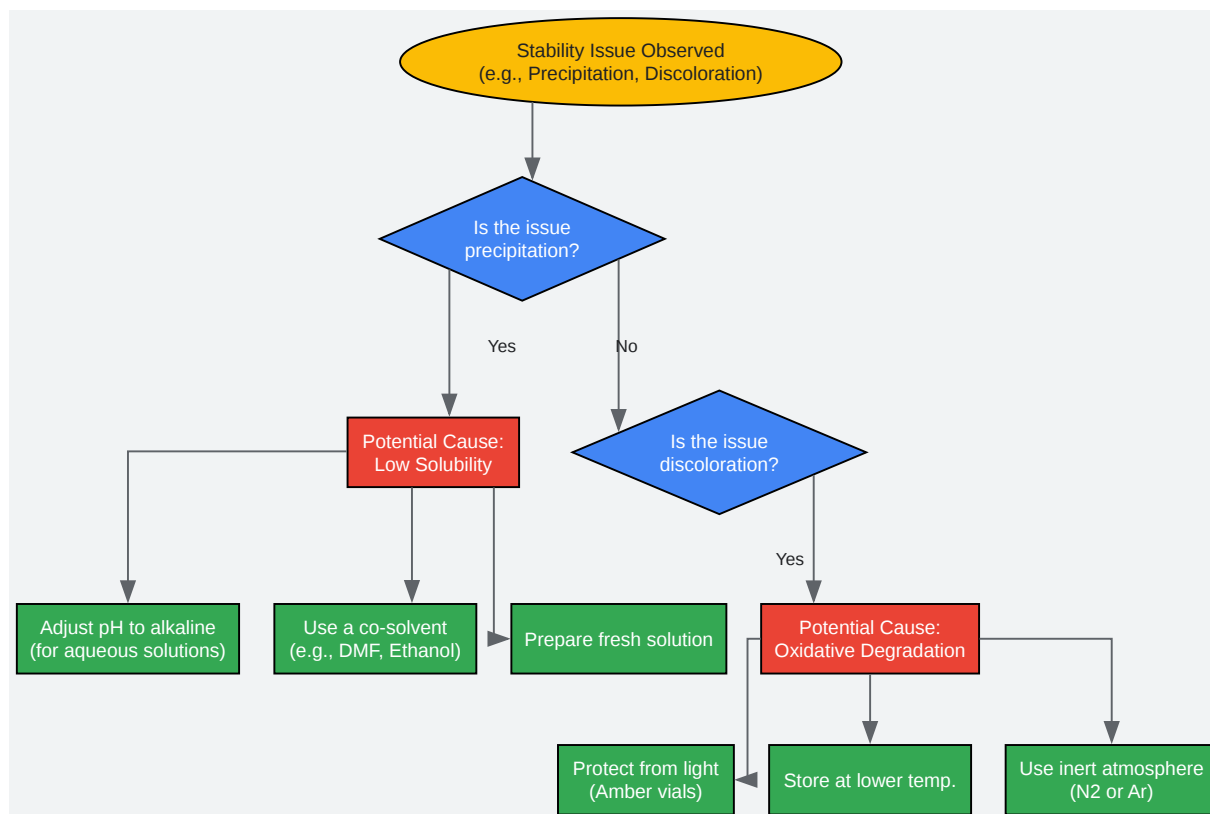 Stability Issue Observed
(e.g., Precipitation, Discoloration)
Is the issue
precipitation?
Yes
No
Potential Cause:
Low Solubility
Is the issue
discoloration?
Yes
Adjust pH to alkaline
(for aqueous solutions)
Use a co-solvent
(e.g., DMF, Ethanol)
Prepare fresh solution
Potential Cause:
Oxidative Degradation
Protect from light
(Amber vials)
Store at lower temp.
Use inert atmosphere
(N2 or Ar)